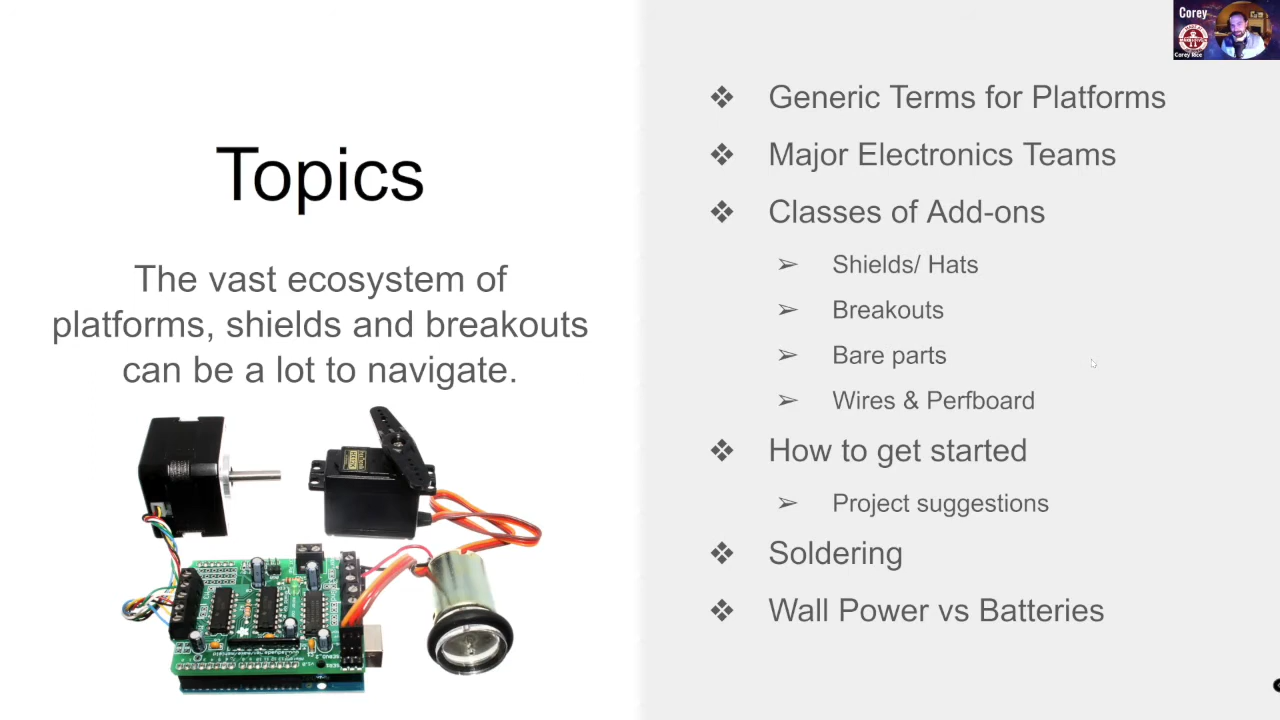 Topics
The vast ecosystem of
platforms, shields and breakouts
can be a lot to navigate.
Generic Terms for Platforms
Major Electronics Teams
Classes of Add-ons
Shields/ Hats
Breakouts
Bare parts
Wires & Perfboard
How to get started
Project suggestions
Soldering
Wall Power vs Batteries
Corey
Corey Rice